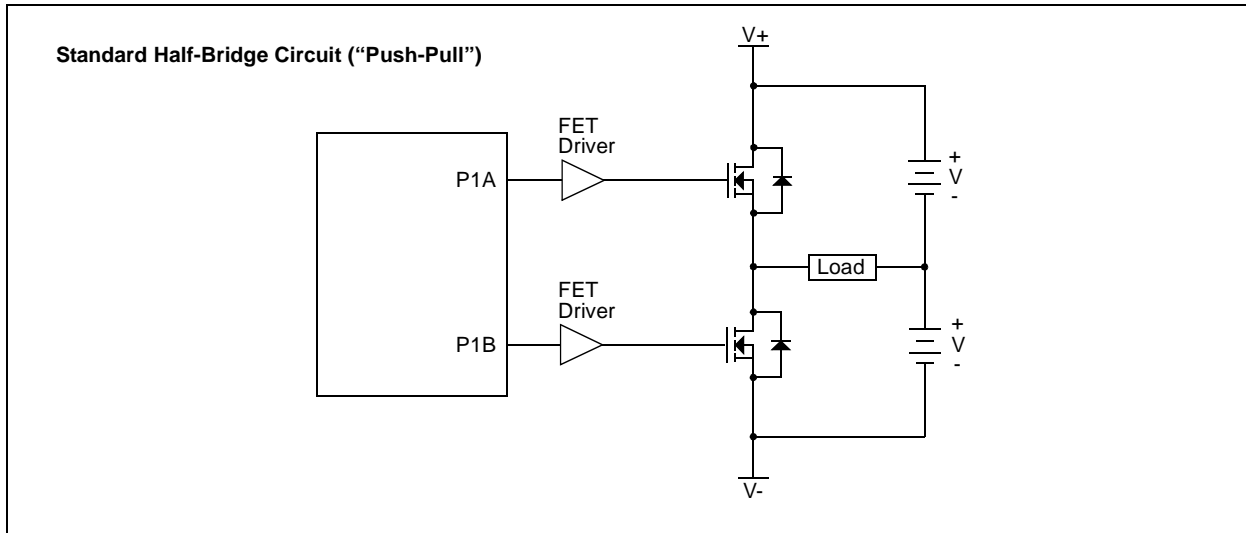 Standard Half-Bridge Circuit (“Push-Pull”)
V+
FET
Driver
P1A
+
V
-
Load
FET
Driver
P1B
+
V
-
V-